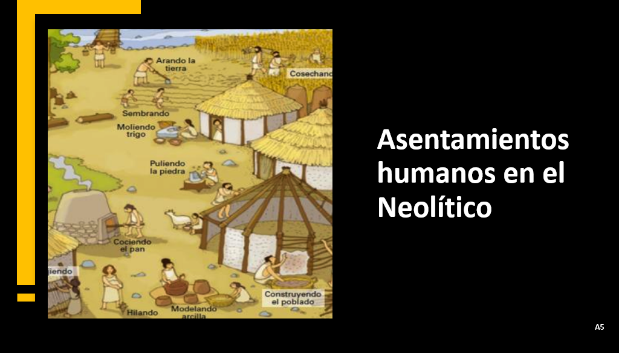 Arando la
tierra
Cosechand
Sembrando
Moliendo
trigo
Puliendo
la piedra
Cociendo
el pan
iendo
Construyendo
el poblado
Hilando
Modelando
arcilla
Asentamientos
humanos en el
Neolítico
A5